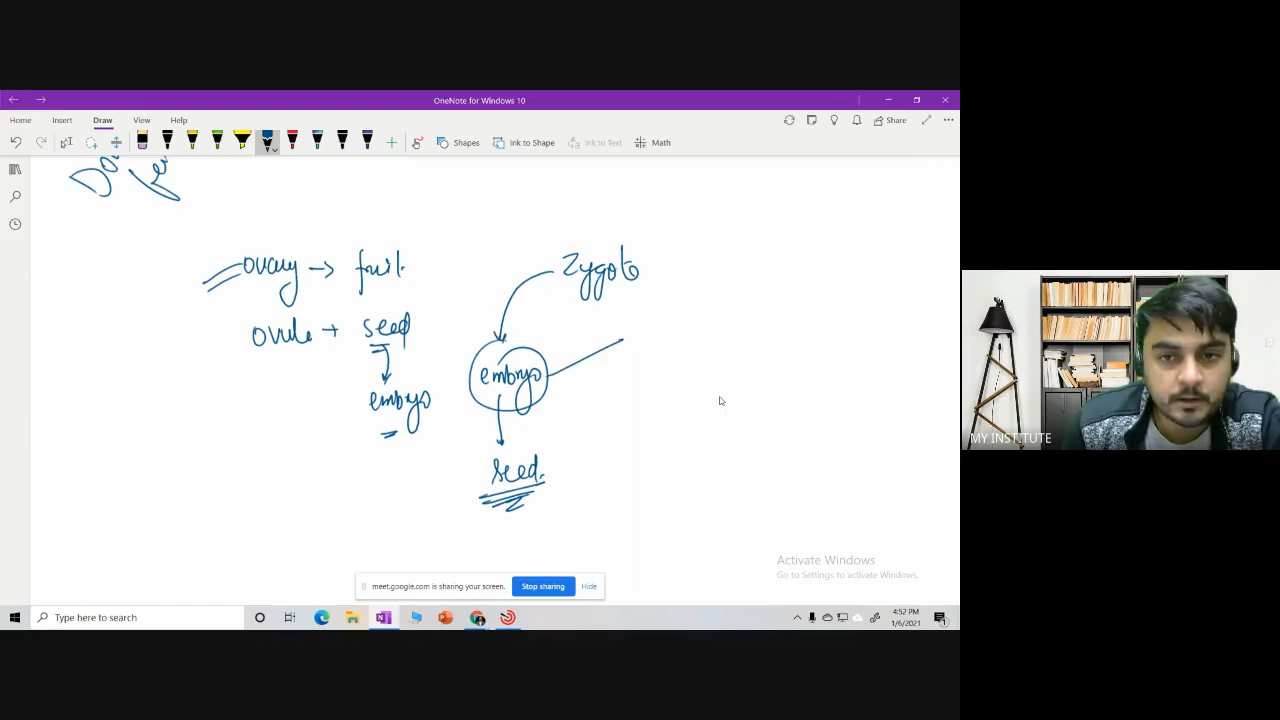 OneNote for Windows 10
Home Insert Draw View Help Share
Shapes Ink to Shape Ink to Text Math
ovary → fruit
Zygote
ovule → seed
embryo
embryo
seed.
MY INSTITUTE
Activate Windows
Go to Settings to activate Windows.
meet.google.com is sharing your screen. Stop sharing Hide
Type here to search
4:52 PM
1/6/2021